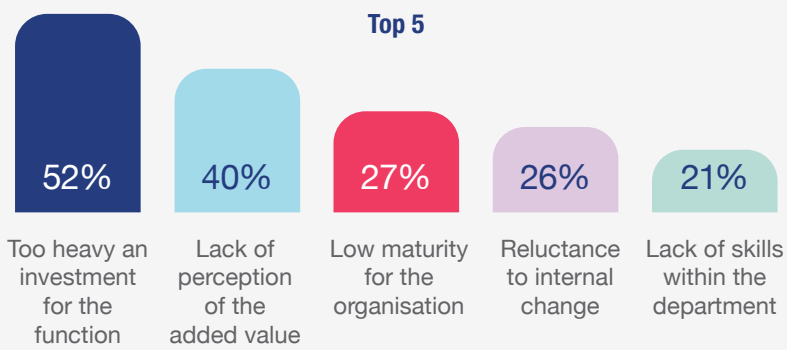 Top 5
52%
40%
27%
26%
21%
Too heavy an
investment
for the
function
Lack of
perception
of the
added value
Low maturity
for the
organisation
Reluctance
to internal
change
Lack of skills
within the
department